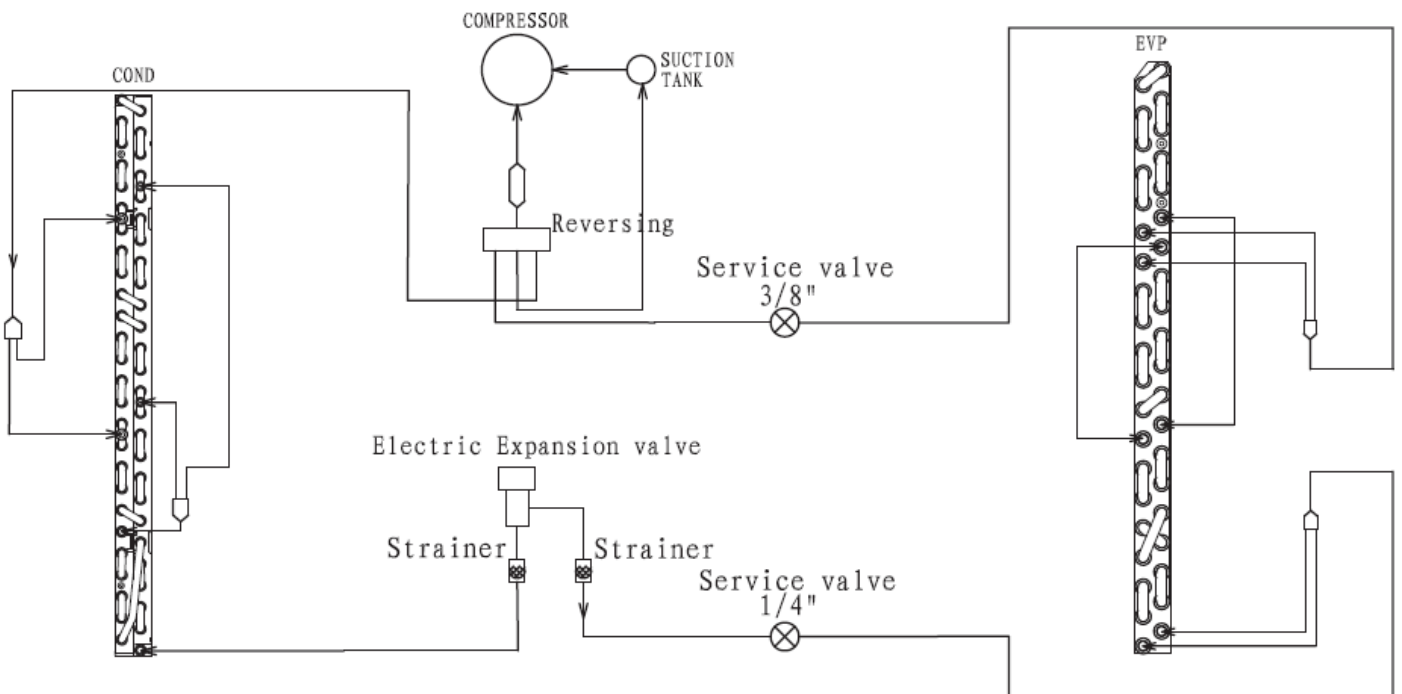 COMPRESSOR
SUCTION
TANK
EVP
COND
Reversing
Service valve
3/8"
Electric Expansion valve
Strainer
Strainer
Service valve
1/4"